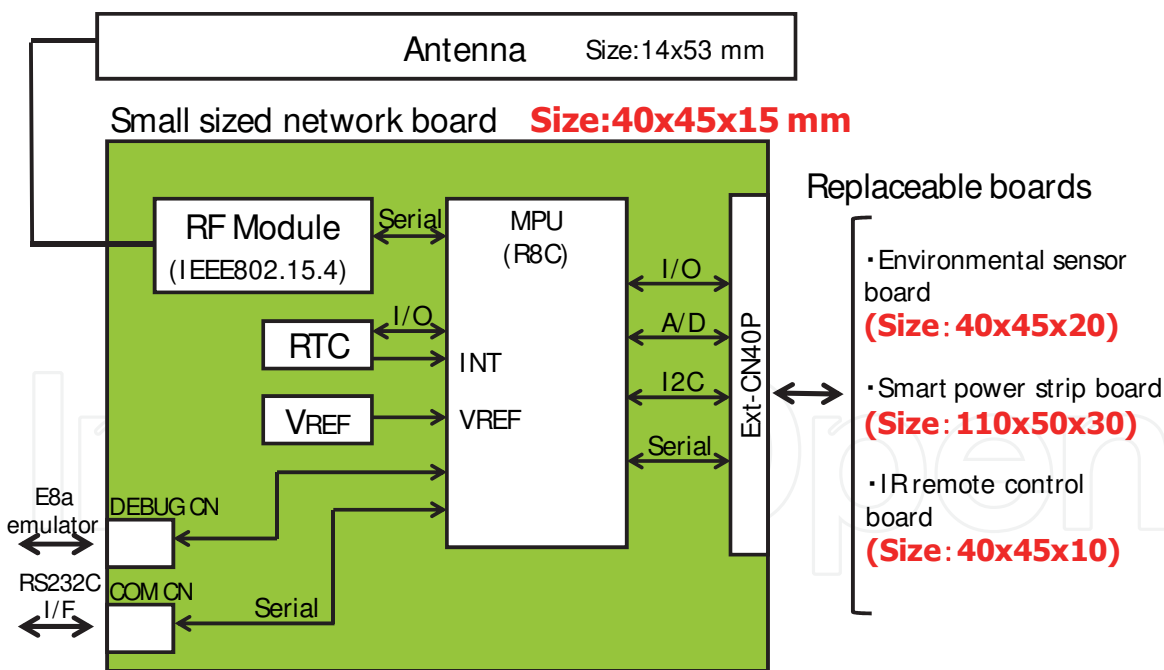 Antenna Size:14x53 mm
Small sized network board Size:40x45x15 mm
Replaceable boards
RF Module
(IEEE802.15.4)
Serial
MPU
(R8C)
I/O
RTC
INT
VREF
VREF
I/O
A/D
I2C
Serial
Ext-CN40P
・Environmental sensor
board
(Size:40x45x20)
・Smart power strip board
(Size:110x50x30)
・IR remote control
board
(Size:40x45x10)
E8a
emulator
DEBUG CN
RS232C
I/F
COM CN
Serial
Open